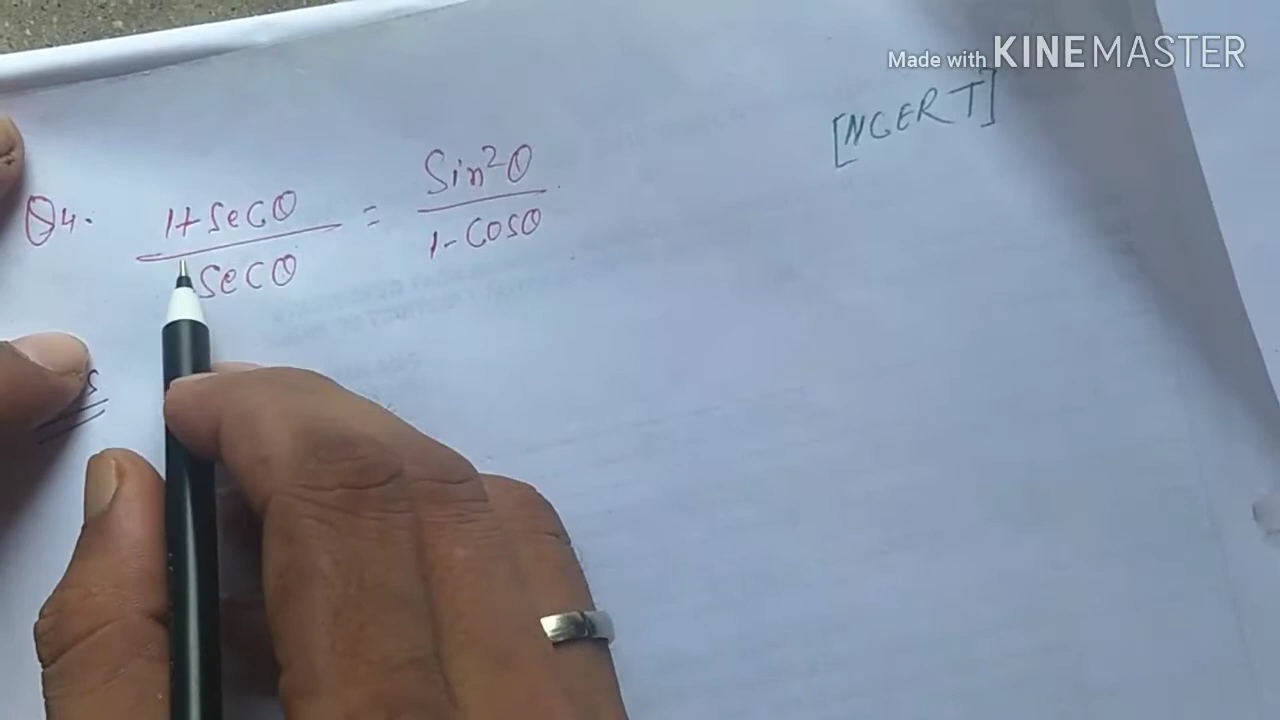 Made with KINEMASTER
[NCERT]
Q4. 1+SecΘ / SecΘ = Sin²Θ / 1-CosΘ